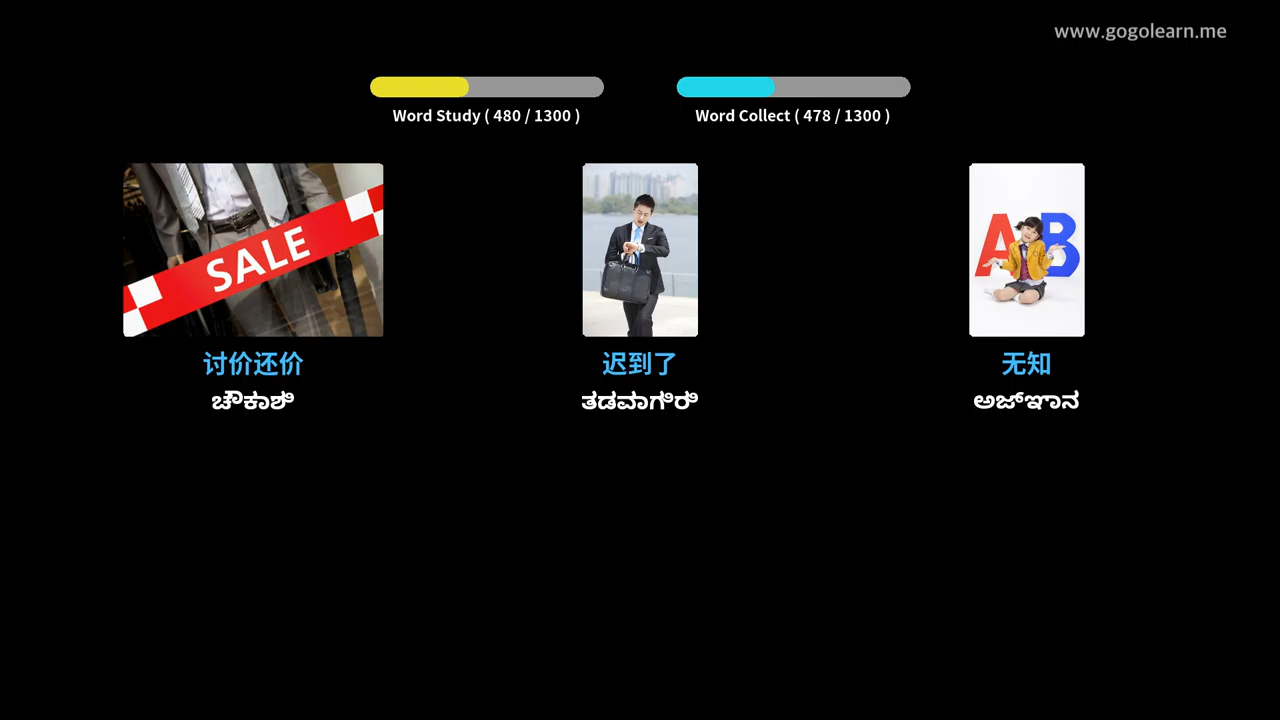 www.gogolearn.me
Word Study ( 480 / 1300 )
Word Collect ( 478 / 1300 )
SALE
A B
讨价还价
迟到了
无知
ಚೌಕಾಶಿ
ತಡವಾಗಿರಿ
ಅಜ್ಞಾನ